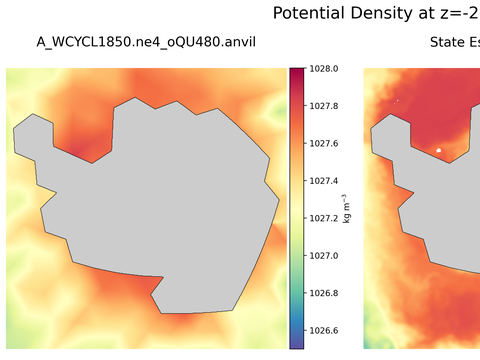 Potential Density at z=-2
A_WCYCL1850.ne4_oQU480.anvil
State Es
1028.0
1027.8
1027.6
1027.4
1027.2
1027.0
1026.8
1026.6
kg m⁻³